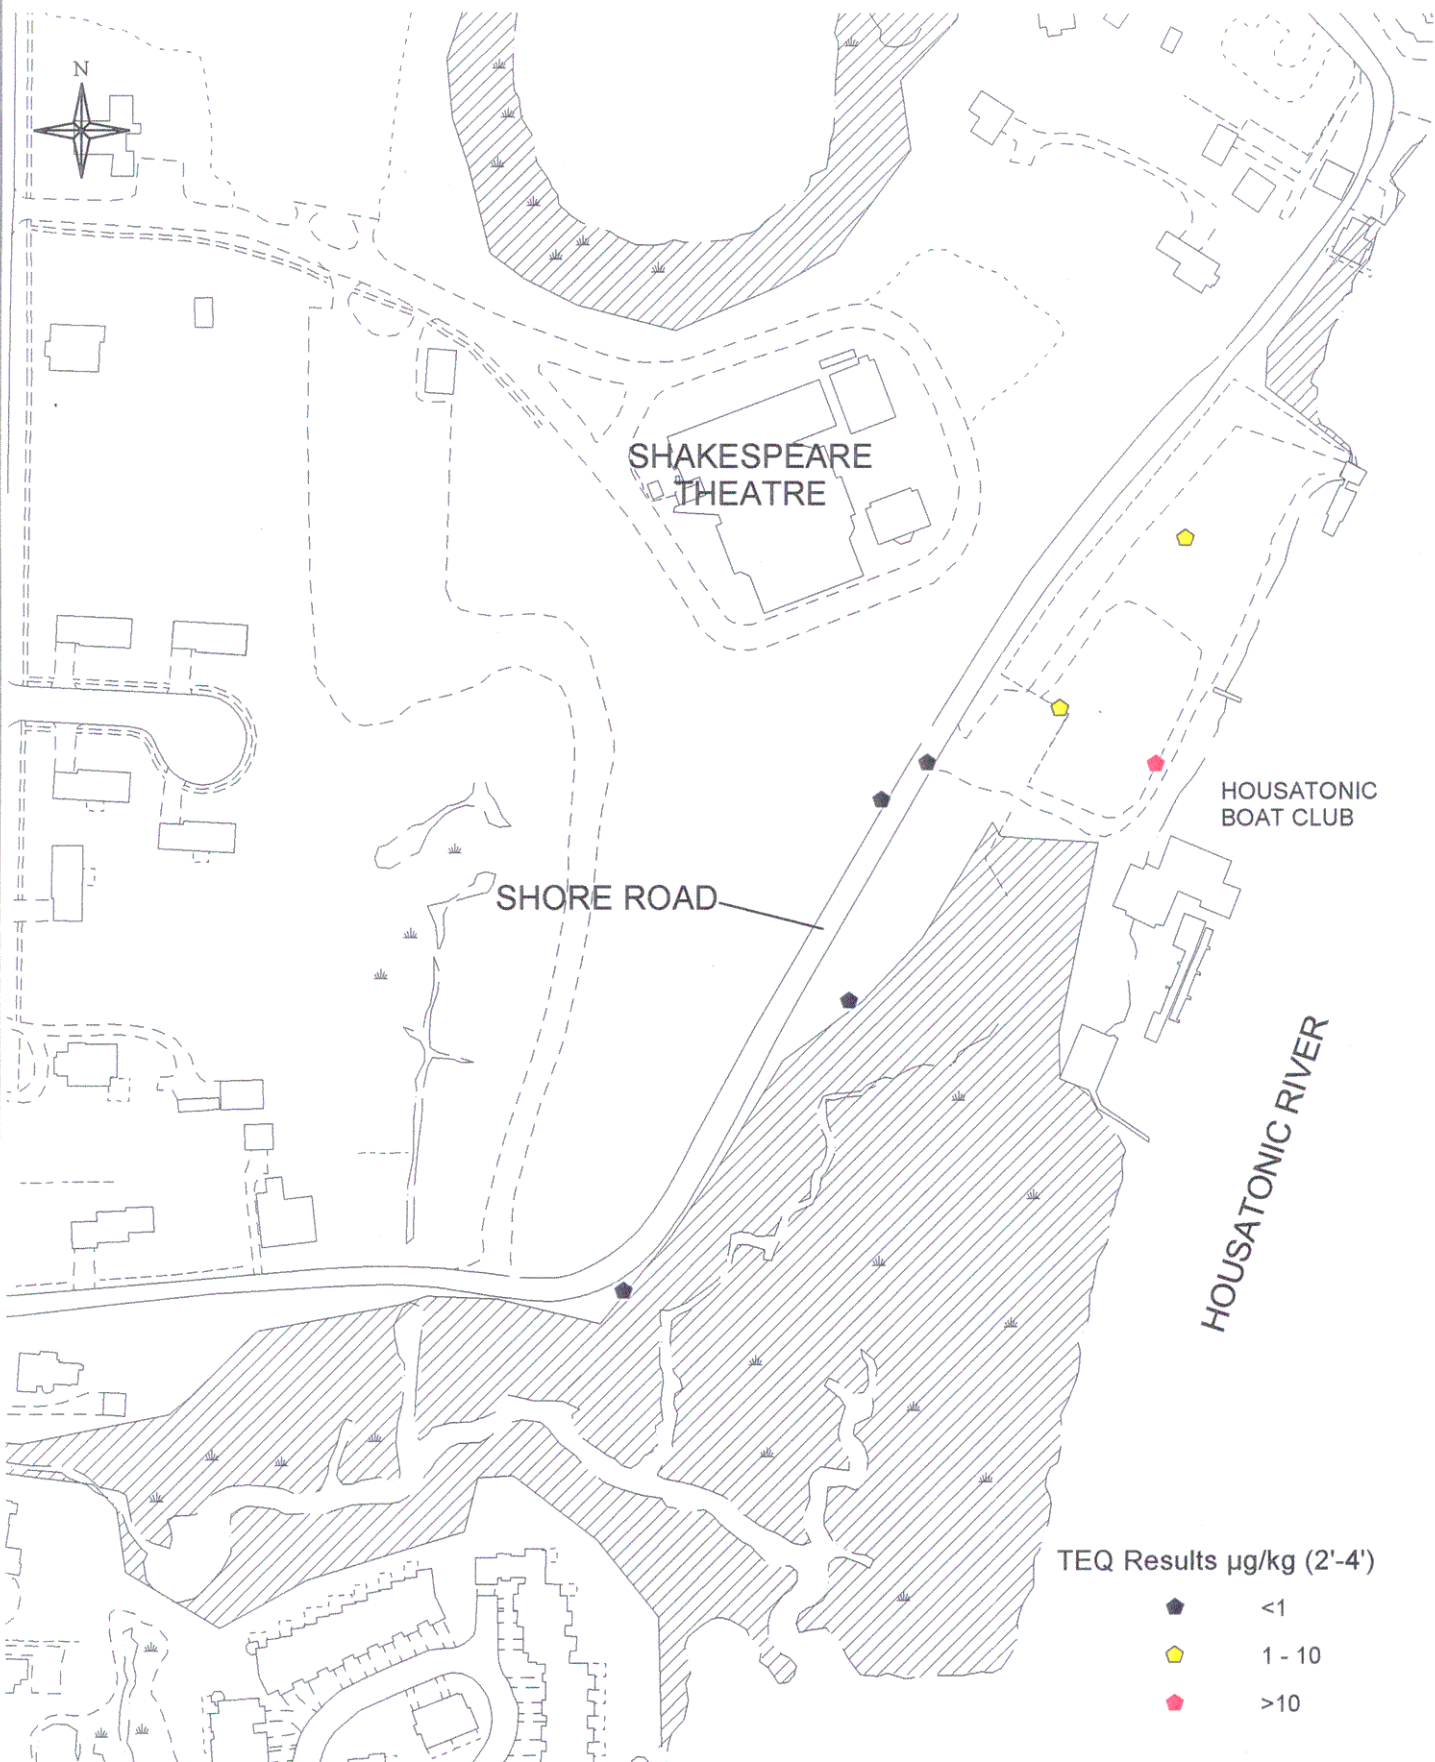 N
SHAKESPEARE
THEATRE
HOUSATONIC
BOAT CLUB
SHORE ROAD
HOUSATONIC RIVER
TEQ Results µg/kg (2'-4')
<1
1 - 10
>10